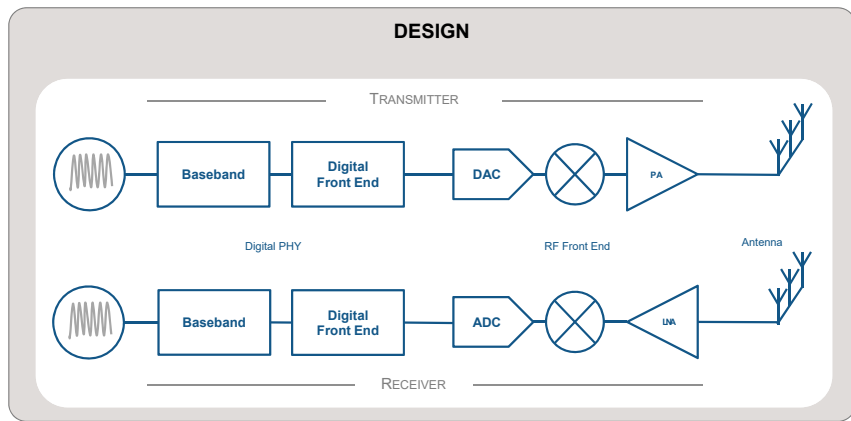 DESIGN
TRANSMITTER
Baseband
Digital
Front End
DAC
PA
Digital PHY
RF Front End
Antenna
Baseband
Digital
Front End
ADC
LNA
RECEIVER